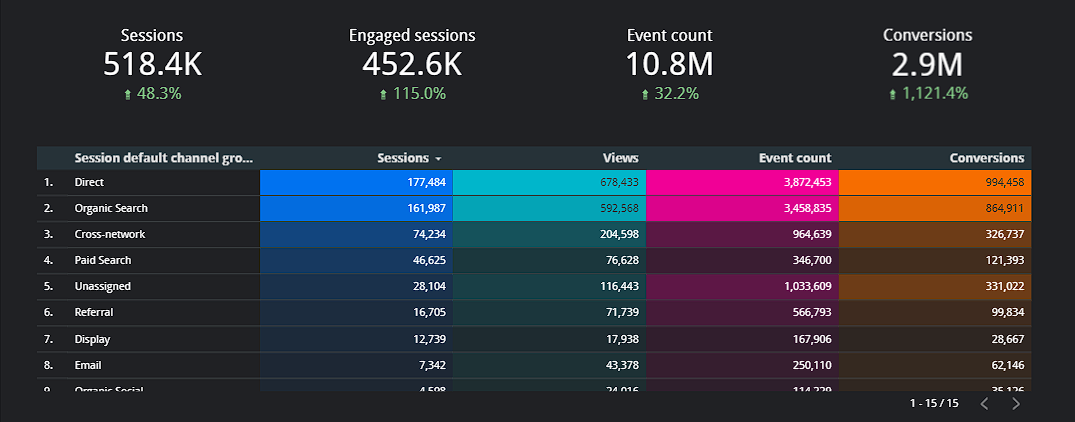 Sessions Engaged sessions Event count Conversions
518.4K 452.6K 10.8M 2.9M
48.3% 115.0% 32.2% 1,121.4%
Session default channel gro... Sessions Views Event count Conversions
1. Direct 177,484 678,433 3,872,453 994,458
2. Organic Search 161,987 592,568 3,458,835 864,911
3. Cross-network 74,234 204,598 964,639 326,737
4. Paid Search 46,625 76,628 346,700 121,393
5. Unassigned 28,104 116,443 1,033,609 331,022
6. Referral 16,705 71,739 566,793 99,834
7. Display 12,739 17,938 167,906 28,667
8. Email 7,342 43,378 250,110 62,146
9. Organic Social
1 - 15 / 15